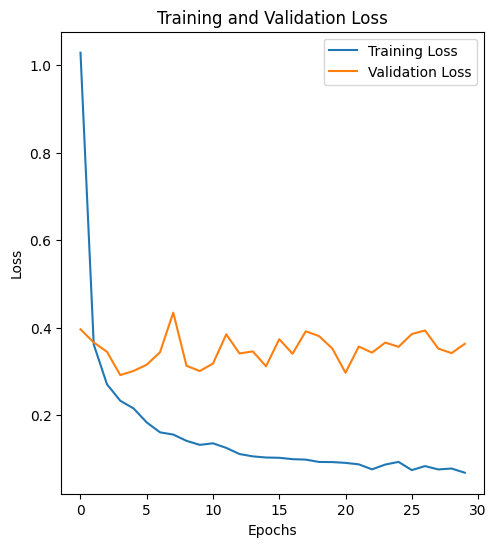 Training and Validation Loss
Training Loss
Validation Loss
1.0
0.8
0.6
0.4
0.2
Loss
0 5 10 15 20 25 30
Epochs